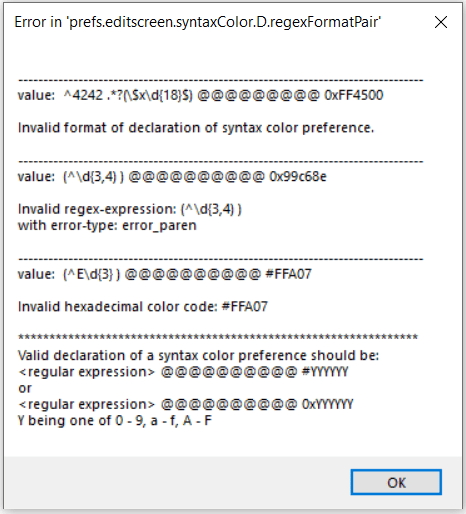 Error in 'prefs.editscreen.syntaxColor.D.regexFormatPair'
---------------------------------------------------------------------------------
value:  ^4242 .*?(\$x\d{18}$) @@@@@@@@@ 0xFF4500
Invalid format of declaration of syntax color preference.
---------------------------------------------------------------------------------
value:  (^\d{3,4) ) @@@@@@@@@@ 0x99c68e
Invalid regex-expression: (^\d{3,4) )
with error-type: error_paren
---------------------------------------------------------------------------------
value:  (^E\d{3} ) @@@@@@@@@@ #FFA07
Invalid hexadecimal color code: #FFA07
****************************************************************
Valid declaration of a syntax color preference should be:
<regular expression> @@@@@@@@@@ #YYYYYY
or
<regular expression> @@@@@@@@@@ 0xYYYYYY
Y being one of 0 - 9, a - f, A - F
OK